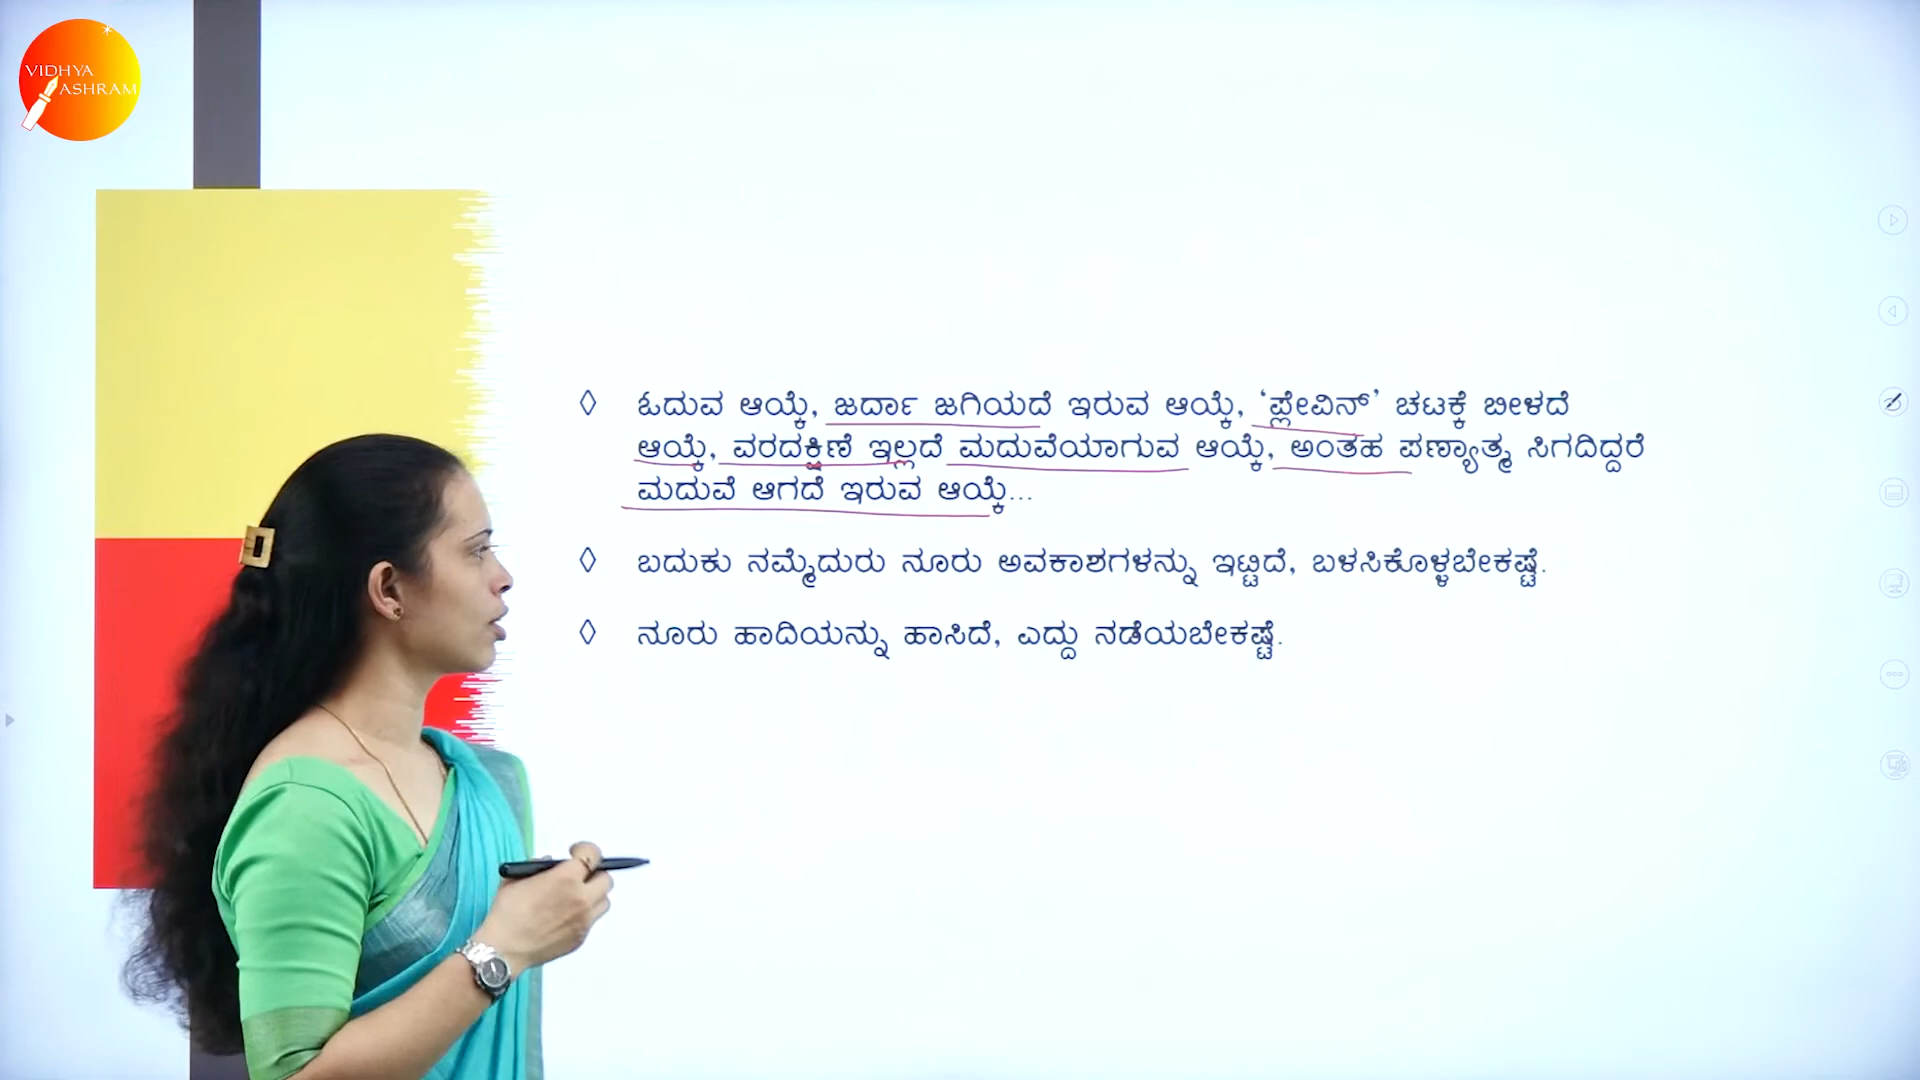 VIDHYA
ASHRAM
◊ ಓದುವ ಆಯ್ಕೆ, ಜರ್ದಾ ಜಗಿಯದೆ ಇರುವ ಆಯ್ಕೆ, ‘ಪ್ಲೇವಿನ್’ ಚಟಕ್ಕೆ ಬೀಳದೆ
ಆಯ್ಕೆ, ವರದಕ್ಷಿಣೆ ಇಲ್ಲದೆ ಮದುವೆಯಾಗುವ ಆಯ್ಕೆ, ಅಂತಹ ಪಣ್ಯಾತ್ಮ ಸಿಗದಿದ್ದರೆ
ಮದುವೆ ಆಗದೆ ಇರುವ ಆಯ್ಕೆ...
◊ ಬದುಕು ನಮ್ಮೆದುರು ನೂರು ಅವಕಾಶಗಳನ್ನು ಇಟ್ಟಿದೆ, ಬಳಸಿಕೊಳ್ಳಬೇಕಷ್ಟೆ.
◊ ನೂರು ಹಾದಿಯನ್ನು ಹಾಸಿದೆ, ಎದ್ದು ನಡೆಯಬೇಕಷ್ಟೆ.